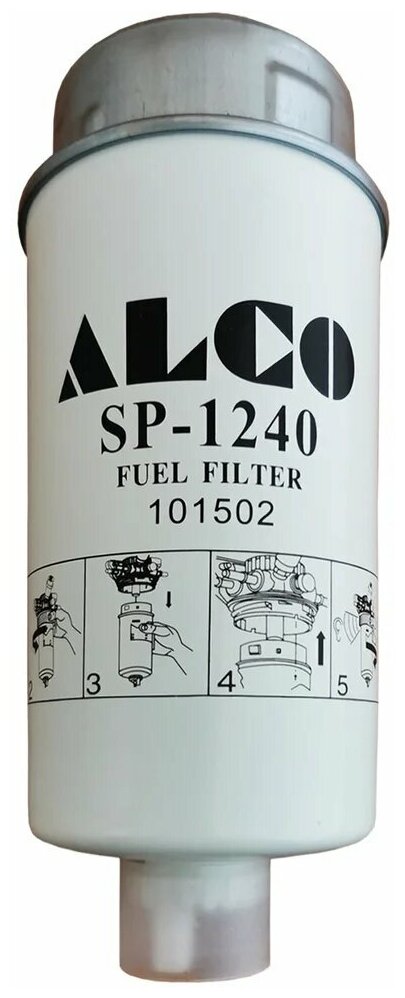 ALCO
SP-1240
FUEL FILTER
101502
2 3 4 5